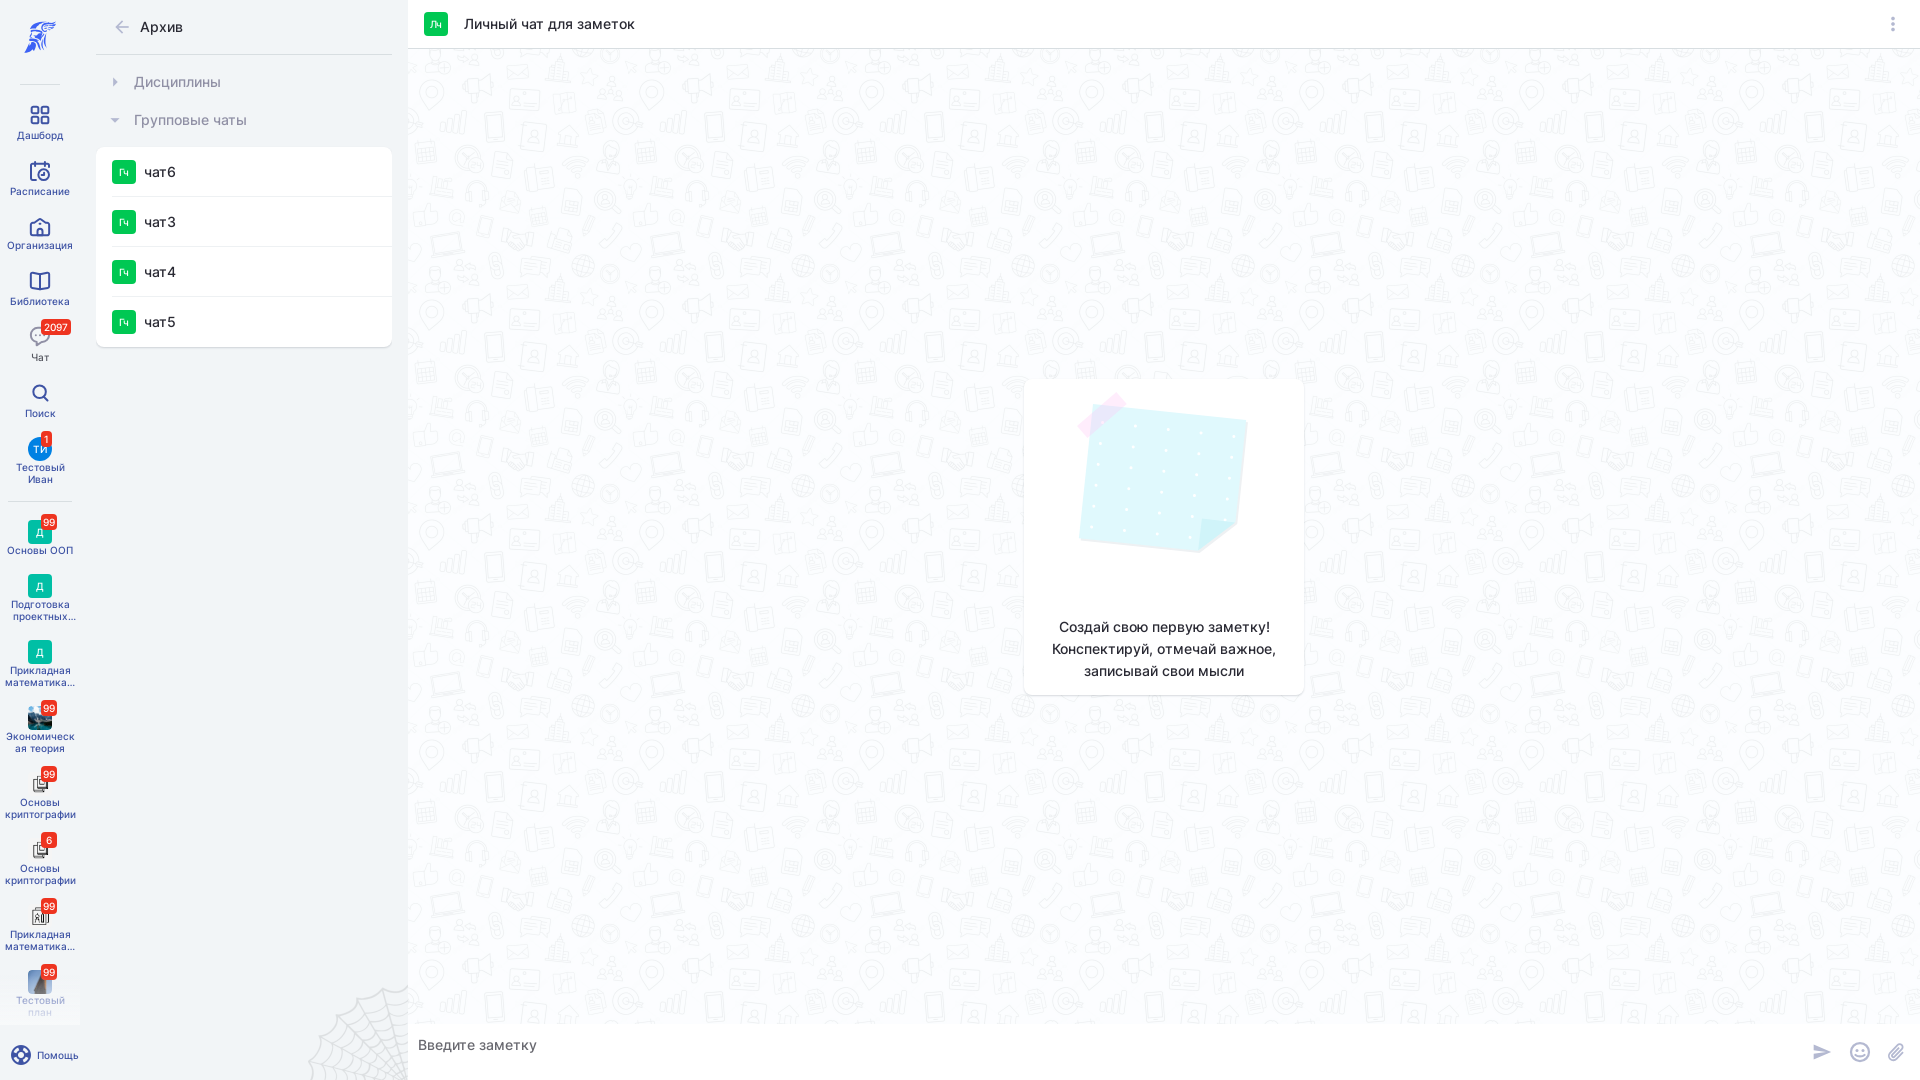 Дашборд
Расписание
Организация
Библиотека
2097
Чат
Поиск
1
ТИ
Тестовый
Иван
99
Д
Основы ООП
Д
Подготовка
проектных...
Д
Прикладная
математика...
99
Экономическ
ая теория
99
Основы
криптографии
6
Основы
криптографии
99
Прикладная
математика...
99
Тестовый
план
Помощь
Архив
Дисциплины
Групповые чаты
Гч чат6
Гч чат3
Гч чат4
Гч чат5
Лч Личный чат для заметок
Создай свою первую заметку!
Конспектируй, отмечай важное,
записывай свои мысли
Введите заметку